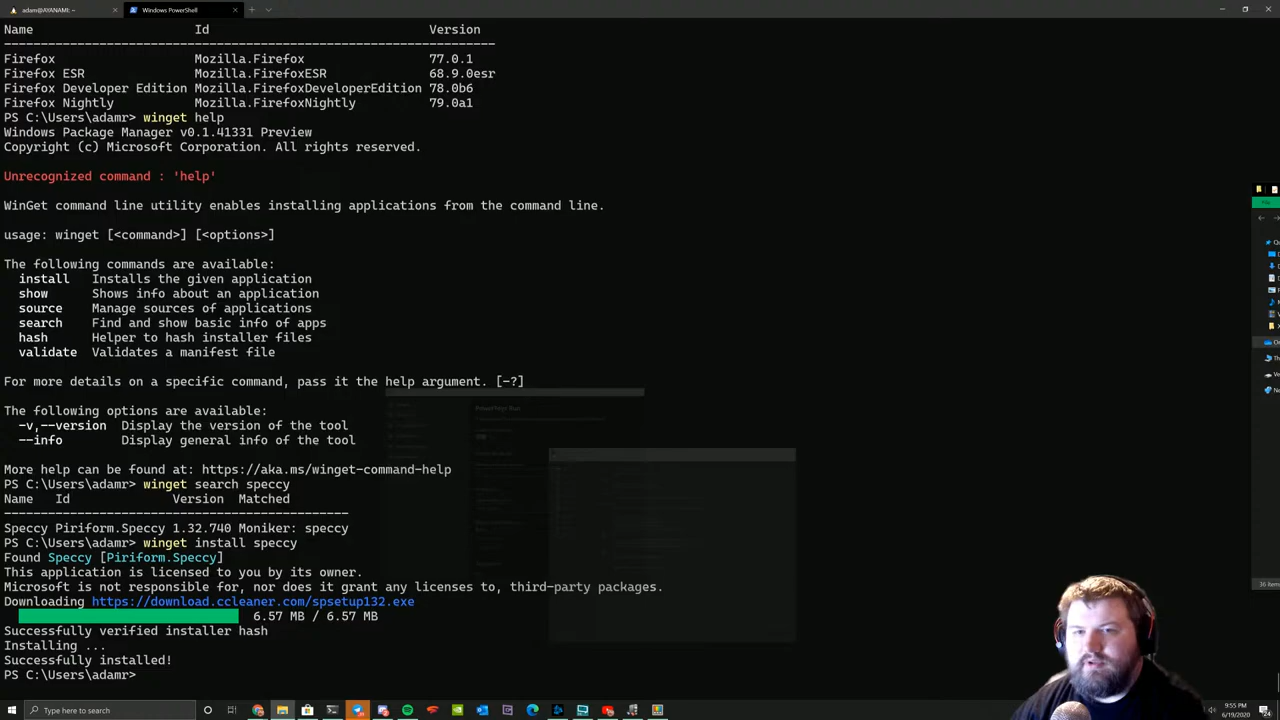 adam@AYANAMI: ~
Windows PowerShell
Name Id Version
Firefox Mozilla.Firefox 77.0.1
Firefox ESR Mozilla.FirefoxESR 68.9.0esr
Firefox Developer Edition Mozilla.FirefoxDeveloperEdition 78.0b6
Firefox Nightly Mozilla.FirefoxNightly 79.0a1
PS C:\Users\adamr> winget help
Windows Package Manager v0.1.41331 Preview
Copyright (c) Microsoft Corporation. All rights reserved.
Unrecognized command : 'help'
WinGet command line utility enables installing applications from the command line.
usage: winget [<command>] [<options>]
The following commands are available:
install Installs the given application
show Shows info about an application
source Manage sources of applications
search Find and show basic info of apps
hash Helper to hash installer files
validate Validates a manifest file
For more details on a specific command, pass it the help argument. [-?]
The following options are available:
-v,--version Display the version of the tool
--info Display general info of the tool
More help can be found at: https://aka.ms/winget-command-help
PS C:\Users\adamr> winget search speccy
Name Id Version Matched
Speccy Piriform.Speccy 1.32.740 Moniker: speccy
PS C:\Users\adamr> winget install speccy
Found Speccy [Piriform.Speccy]
This application is licensed to you by its owner.
Microsoft is not responsible for, nor does it grant any licenses to, third-party packages.
Downloading https://download.ccleaner.com/spsetup132.exe
6.57 MB / 6.57 MB
Successfully verified installer hash
Installing ...
Successfully installed!
PS C:\Users\adamr>
36 items
Type here to search
9:55 PM
6/19/2020
24